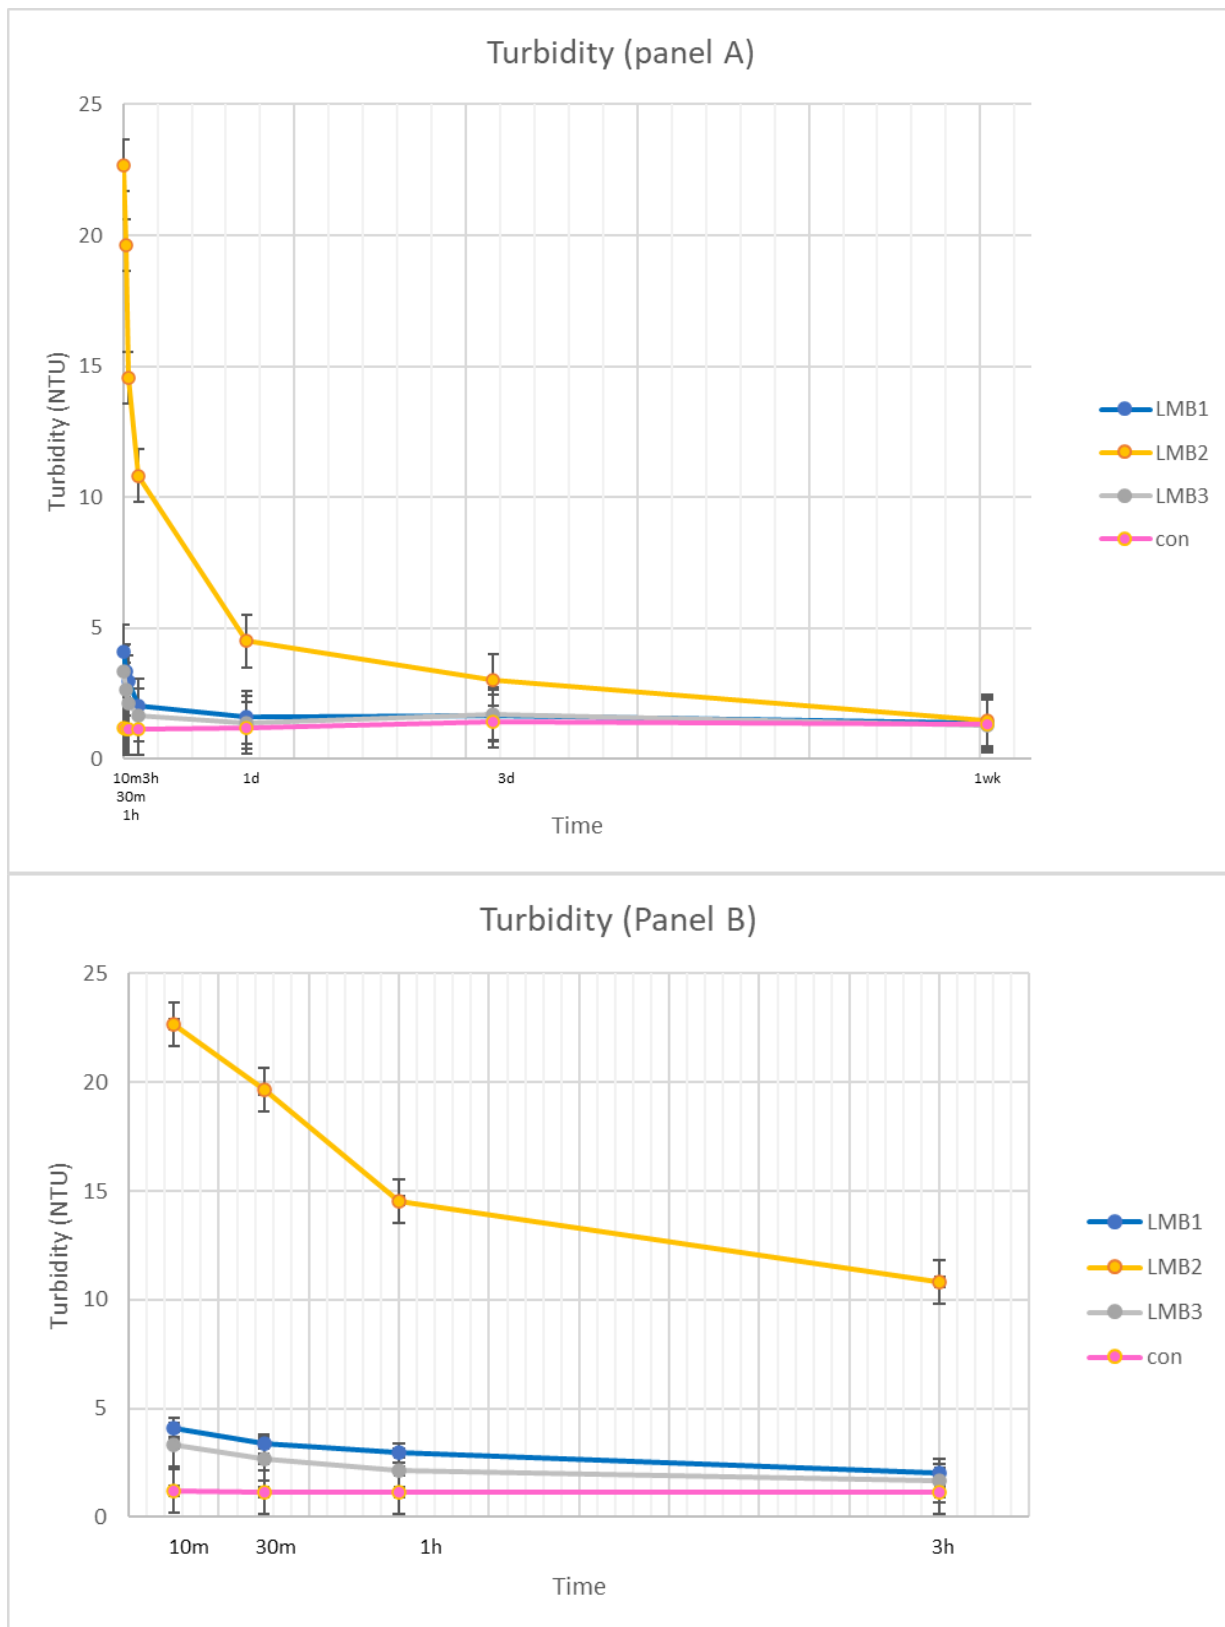 Turbidity (panel A)
25
20
15
10
5
0
Turbidity (NTU)
10m3h
30m
1h
1d
3d
1wk
Time
LMB1
LMB2
LMB3
con
Turbidity (Panel B)
25
20
15
10
5
0
Turbidity (NTU)
10m
30m
1h
3h
Time
LMB1
LMB2
LMB3
con